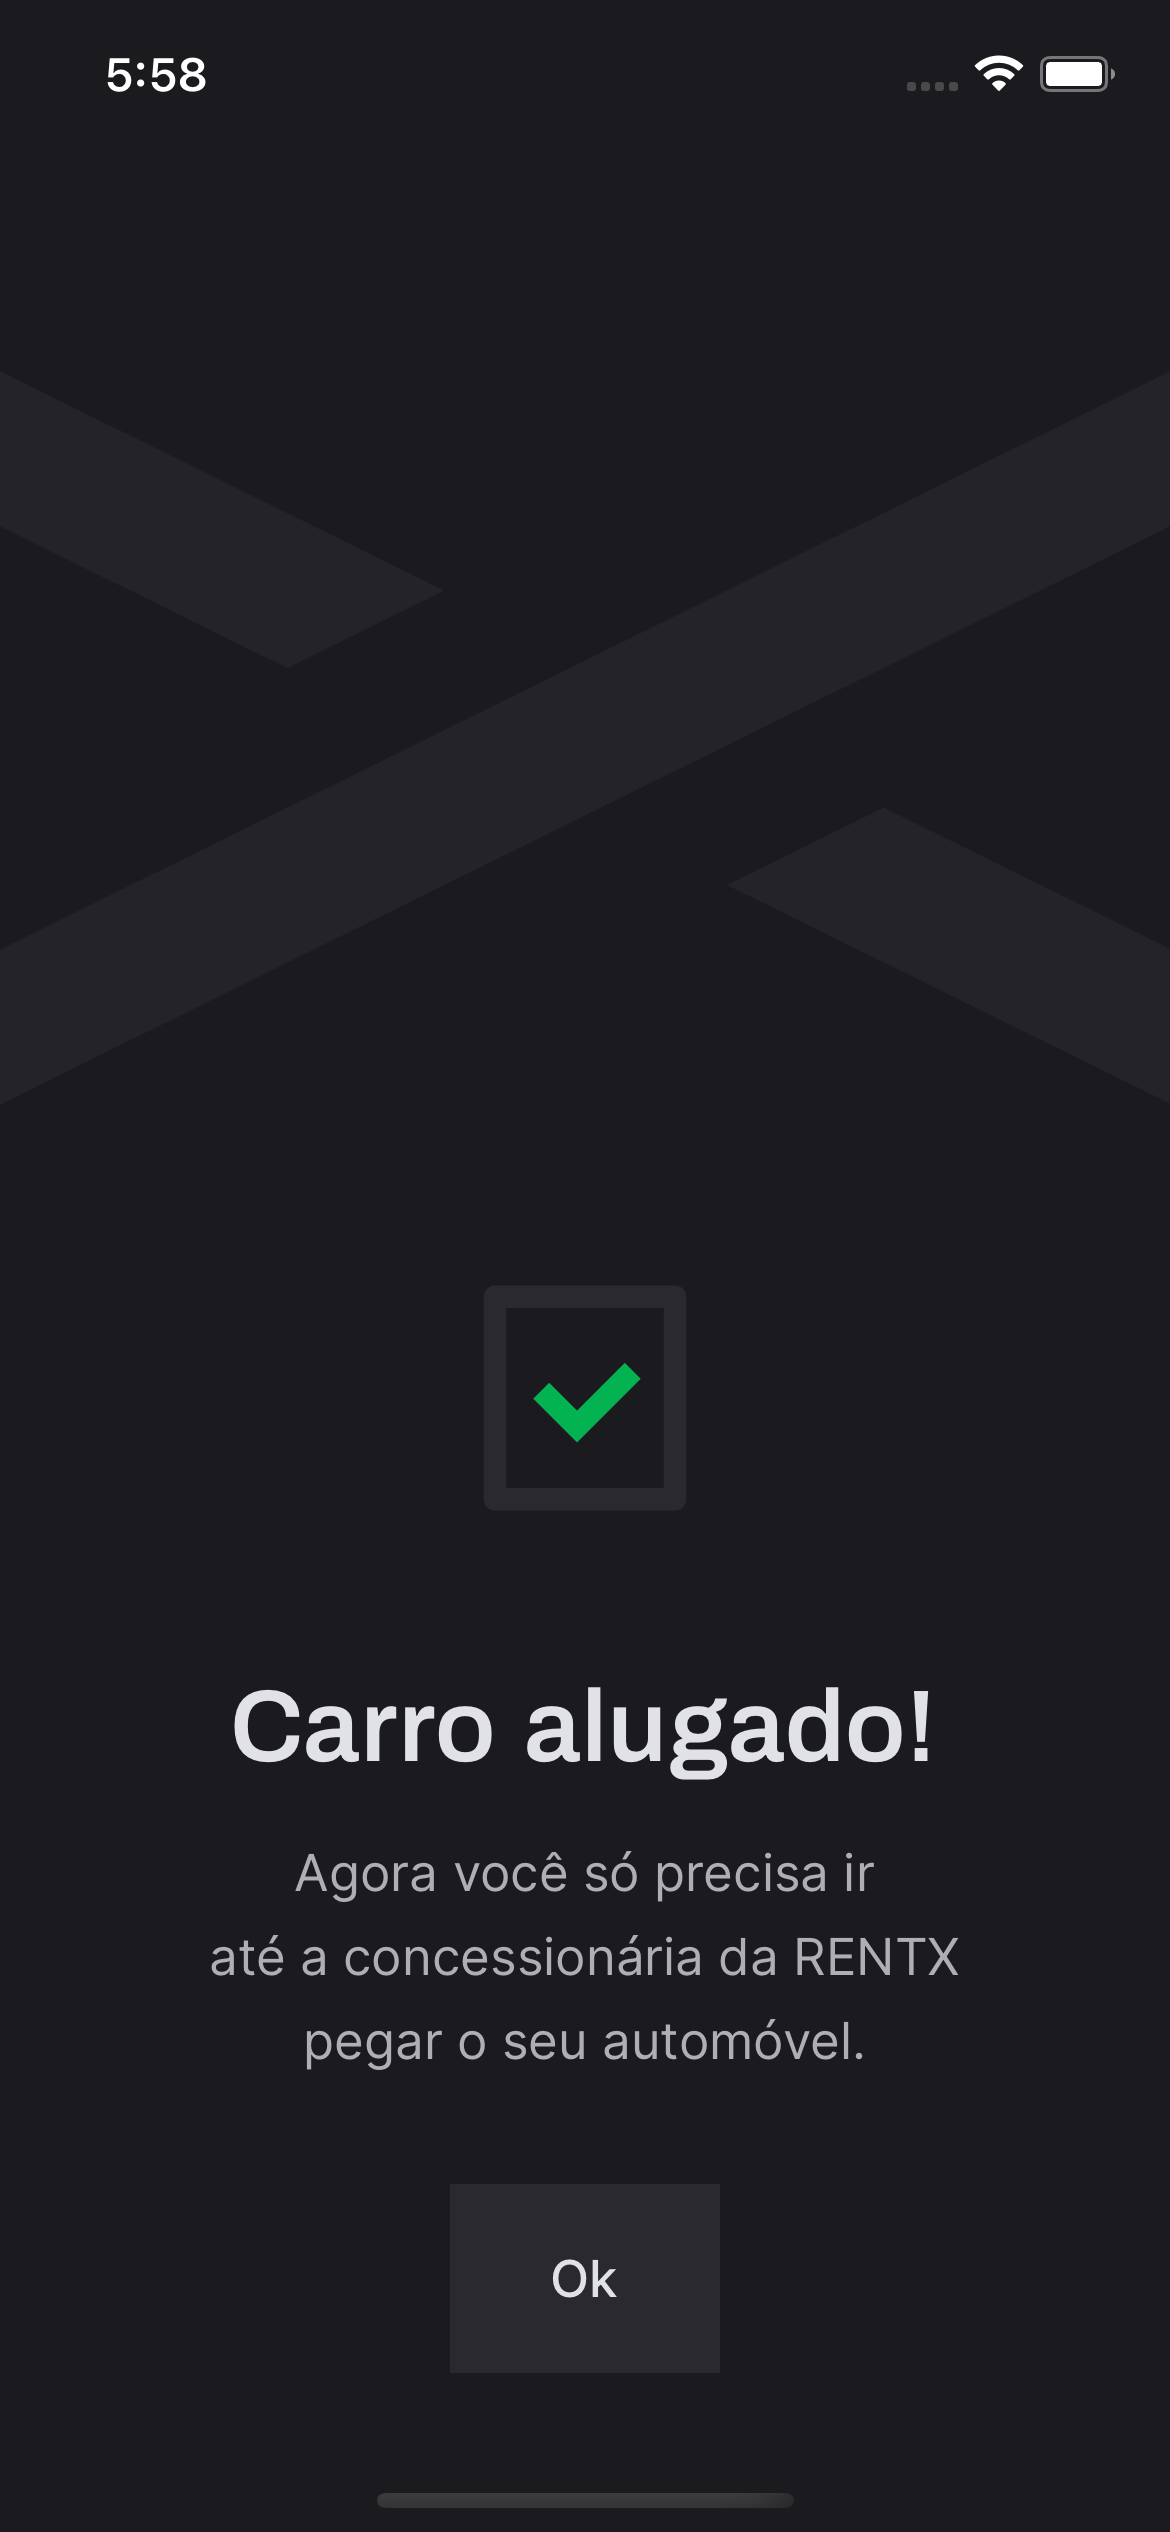 5:58
Carro alugado!
Agora você só precisa ir
até a concessionária da RENTX
pegar o seu automóvel.
Ok